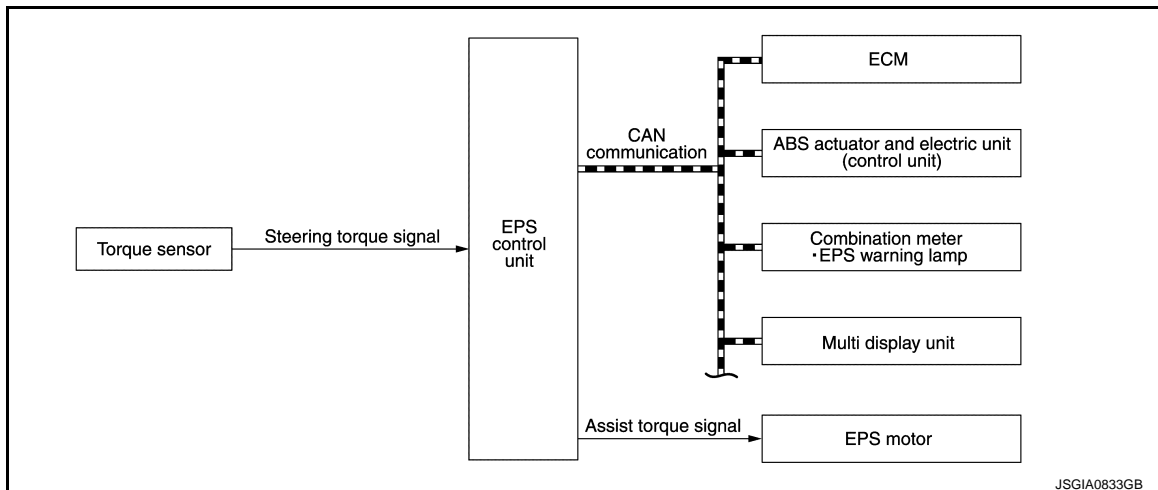 Torque sensor
Steering torque signal
EPS
control
unit
CAN
communication
ECM
ABS actuator and electric unit
(control unit)
Combination meter
・EPS warning lamp
Multi display unit
Assist torque signal
EPS motor
JSGIA0833GB